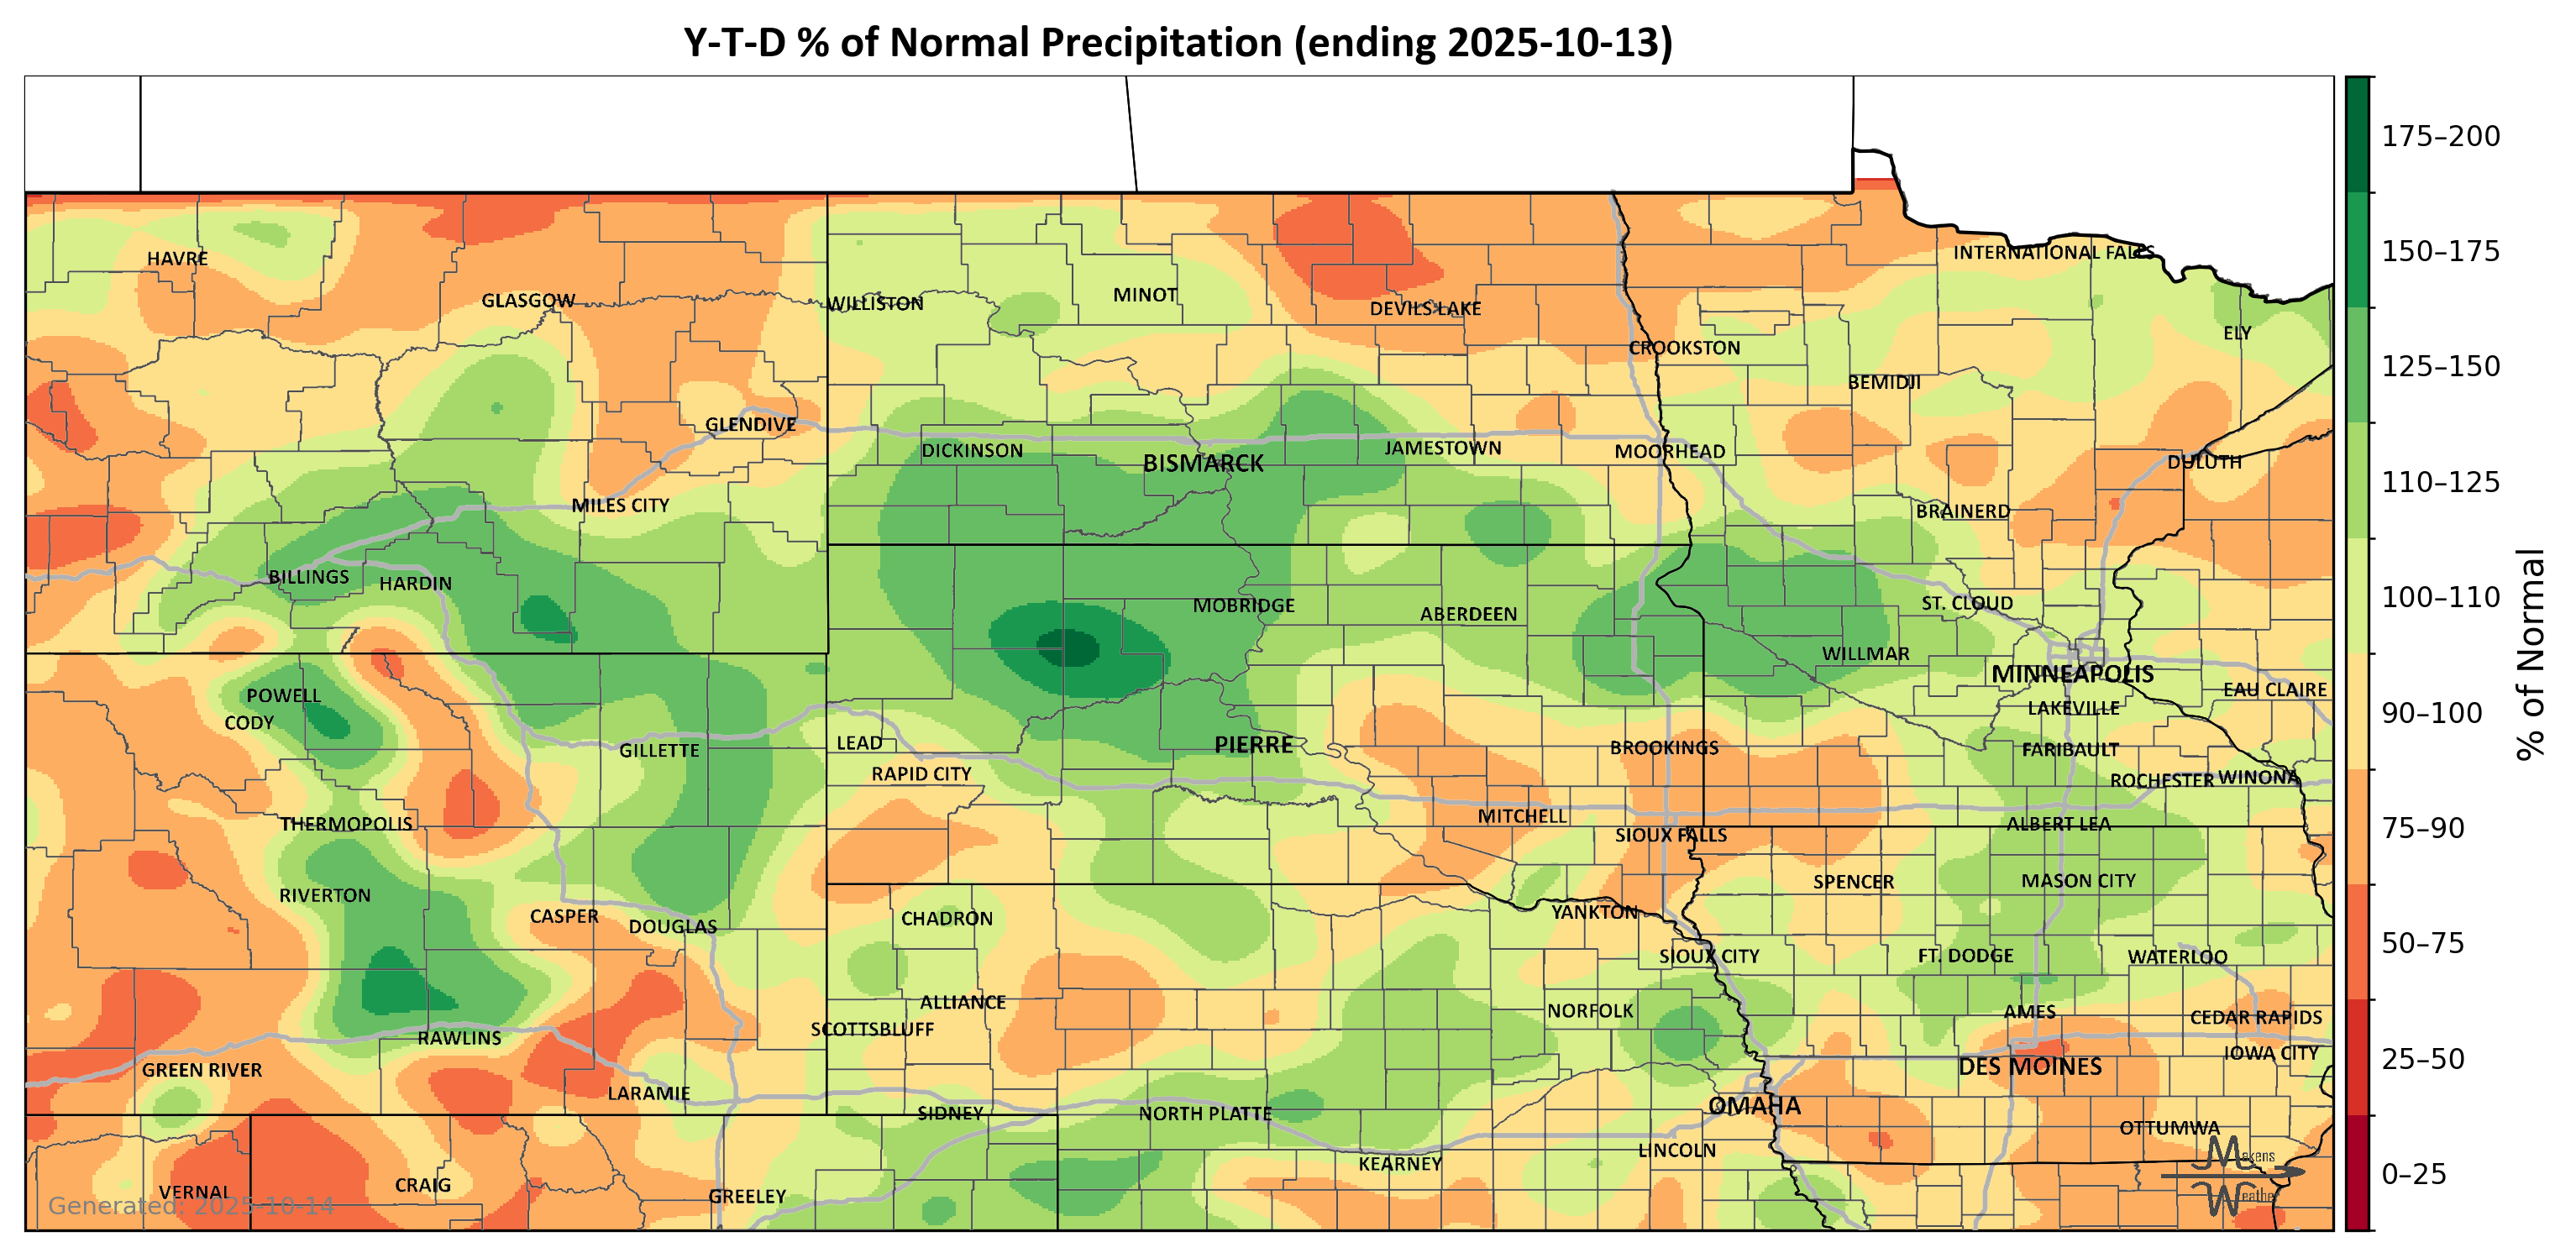 Y-T-D % of Normal Precipitation (ending 2025-10-13)
175–200
150–175
125–150
110–125
100–110
90–100
75–90
50–75
25–50
0–25
% of Normal
HAVRE
INTERNATIONAL FALLS
GLASGOW
WILLISTON
MINOT
DEVILS LAKE
ELY
CROOKSTON
BEMIDJI
GLENDIVE
DICKINSON
BISMARCK
JAMESTOWN
MOORHEAD
DULUTH
MILES CITY
BRAINERD
BILLINGS
HARDIN
MOBRIDGE
ABERDEEN
ST. CLOUD
WILLMAR
MINNEAPOLIS
POWELL
EAU CLAIRE
CODY
LAKEVILLE
GILLETTE
LEAD
PIERRE
BROOKINGS
FARIBAULT
RAPID CITY
ROCHESTER
WINONA
THERMOPOLIS
MITCHELL
SIOUX FALLS
ALBERT LEA
RIVERTON
SPENCER
MASON CITY
CASPER
DOUGLAS
CHADRON
YANKTON
SIOUX CITY
FT. DODGE
WATERLOO
ALLIANCE
NORFOLK
AMES
CEDAR RAPIDS
RAWLINS
SCOTTSBLUFF
IOWA CITY
GREEN RIVER
DES MOINES
LARAMIE
SIDNEY
NORTH PLATTE
OMAHA
OTTUMWA
LINCOLN
KEARNEY
VERNAL
CRAIG
GREELEY
Makens
Weather
Generated: 2025-10-14